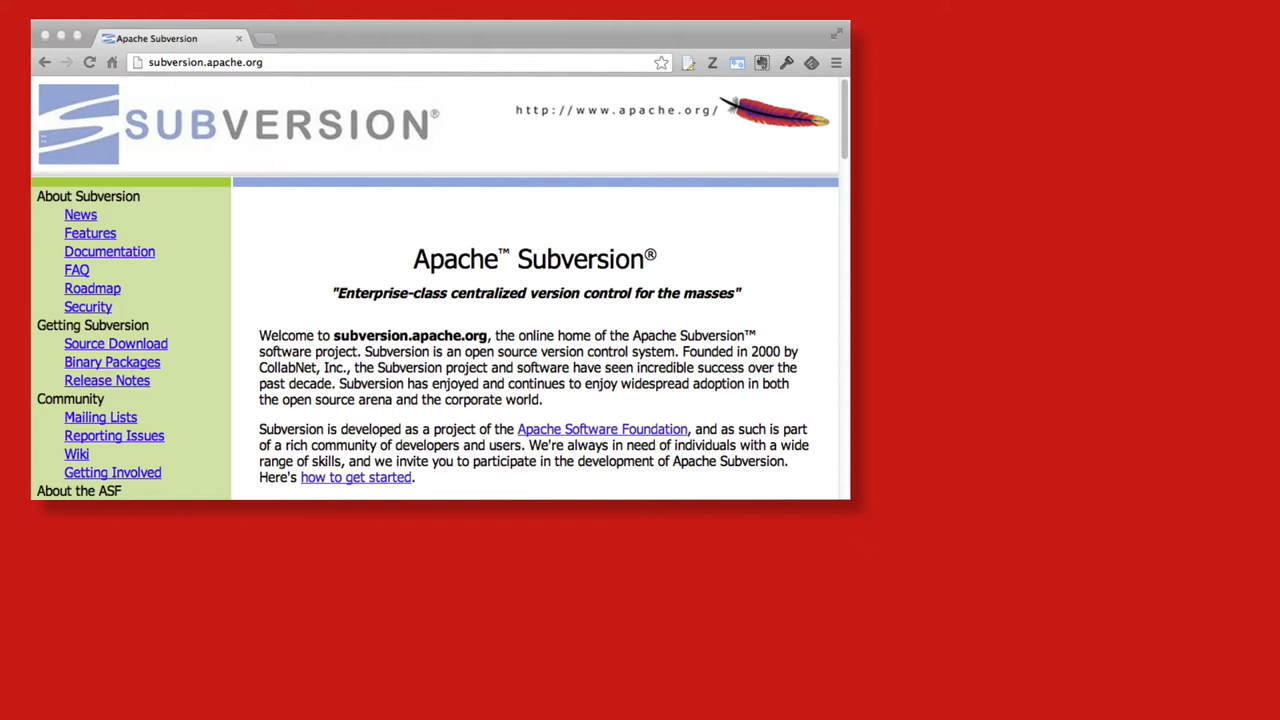 Apache Subversion
subversion.apache.org
SUBVERSION®
http://www.apache.org/
About Subversion
News
Features
Documentation
FAQ
Roadmap
Security
Getting Subversion
Source Download
Binary Packages
Release Notes
Community
Mailing Lists
Reporting Issues
Wiki
Getting Involved
About the ASF
Apache™ Subversion®
"Enterprise-class centralized version control for the masses"
Welcome to subversion.apache.org, the online home of the Apache Subversion™
software project. Subversion is an open source version control system. Founded in 2000 by
CollabNet, Inc., the Subversion project and software have seen incredible success over the
past decade. Subversion has enjoyed and continues to enjoy widespread adoption in both
the open source arena and the corporate world.
Subversion is developed as a project of the Apache Software Foundation, and as such is part
of a rich community of developers and users. We're always in need of individuals with a wide
range of skills, and we invite you to participate in the development of Apache Subversion.
Here's how to get started.